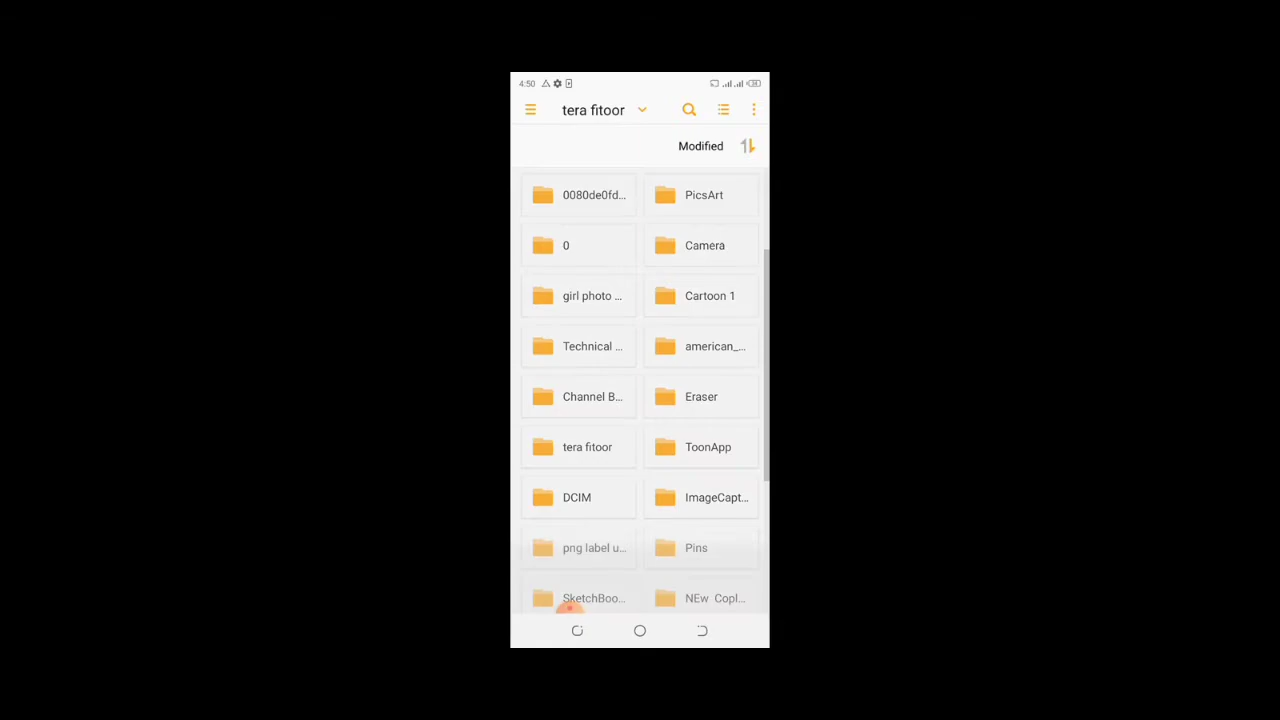 4:50
tera fitoor
Modified
0080de0fd... PicsArt
0 Camera
girl photo ... Cartoon 1
Technical ... american_...
Channel B... Eraser
tera fitoor ToonApp
DCIM ImageCapt...
png label u... Pins
SketchBoo... NEw Copl...